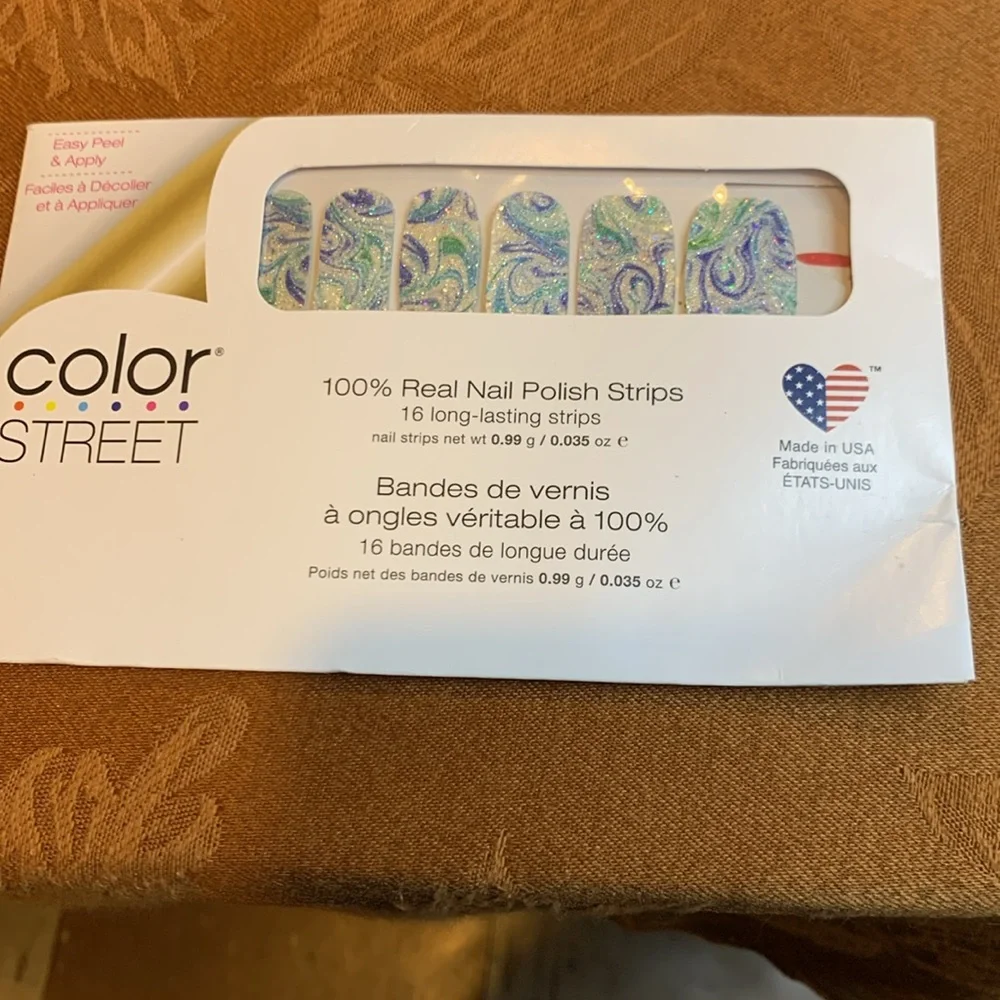 Easy Peel
& Apply
Faciles à Décoller
et à Appliquer
color®
STREET
100% Real Nail Polish Strips
16 long-lasting strips
nail strips net wt 0.99 g / 0.035 oz ℮
Bandes de vernis
à ongles véritable à 100%
16 bandes de longue durée
Poids net des bandes de vernis 0.99 g / 0.035 oz ℮
™
Made in USA
Fabriquées aux
ÉTATS-UNIS